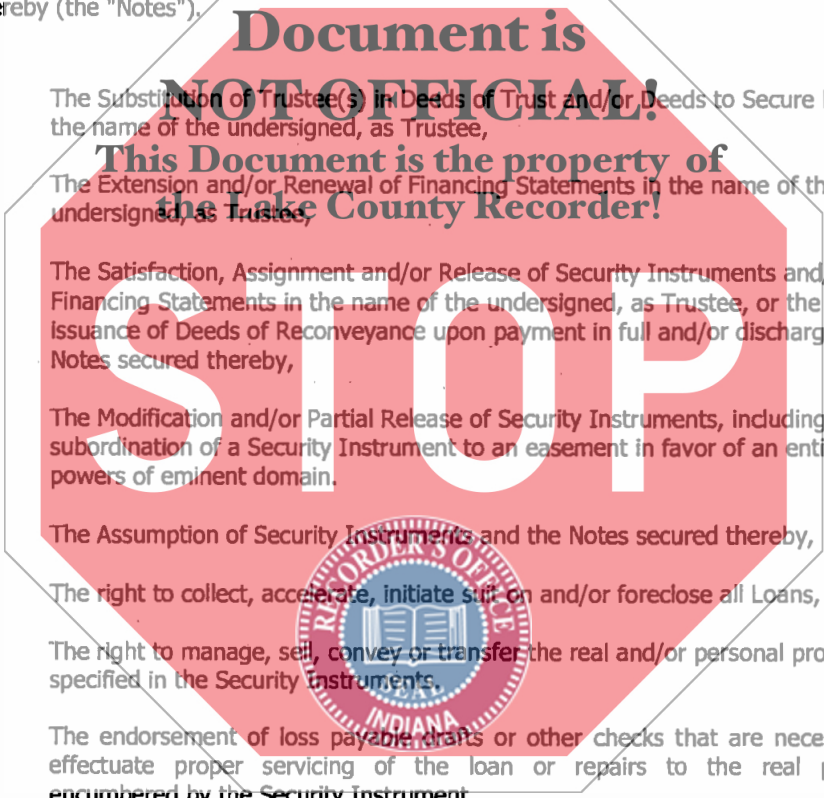 reby (the "Notes").
Document is
NOT OFFICIAL!
The Substitution of Trustee(s) in Deeds of Trust and/or Deeds to Secure
the name of the undersigned, as Trustee,
This Document is the property of
The Extension and/or Renewal of Financing Statements in the name of th
the Lake County Recorder!
undersigned, as Trustee,
The Satisfaction, Assignment and/or Release of Security Instruments and/
Financing Statements in the name of the undersigned, as Trustee, or the
issuance of Deeds of Reconveyance upon payment in full and/or discharg
Notes secured thereby,
STOP
The Modification and/or Partial Release of Security Instruments, including
subordination of a Security Instrument to an easement in favor of an enti
powers of eminent domain.
The Assumption of Security Instruments and the Notes secured thereby,
RECORDER'S OFFICE
The right to collect, accelerate, initiate suit on and/or foreclose all Loans,
The right to manage, sell, convey or transfer the real and/or personal pro
specified in the Security Instruments.
SEAL
INDIANA
The endorsement of loss payable drafts or other checks that are nece
effectuate proper servicing of the loan or repairs to the real p
encumbered by the Security Instrument